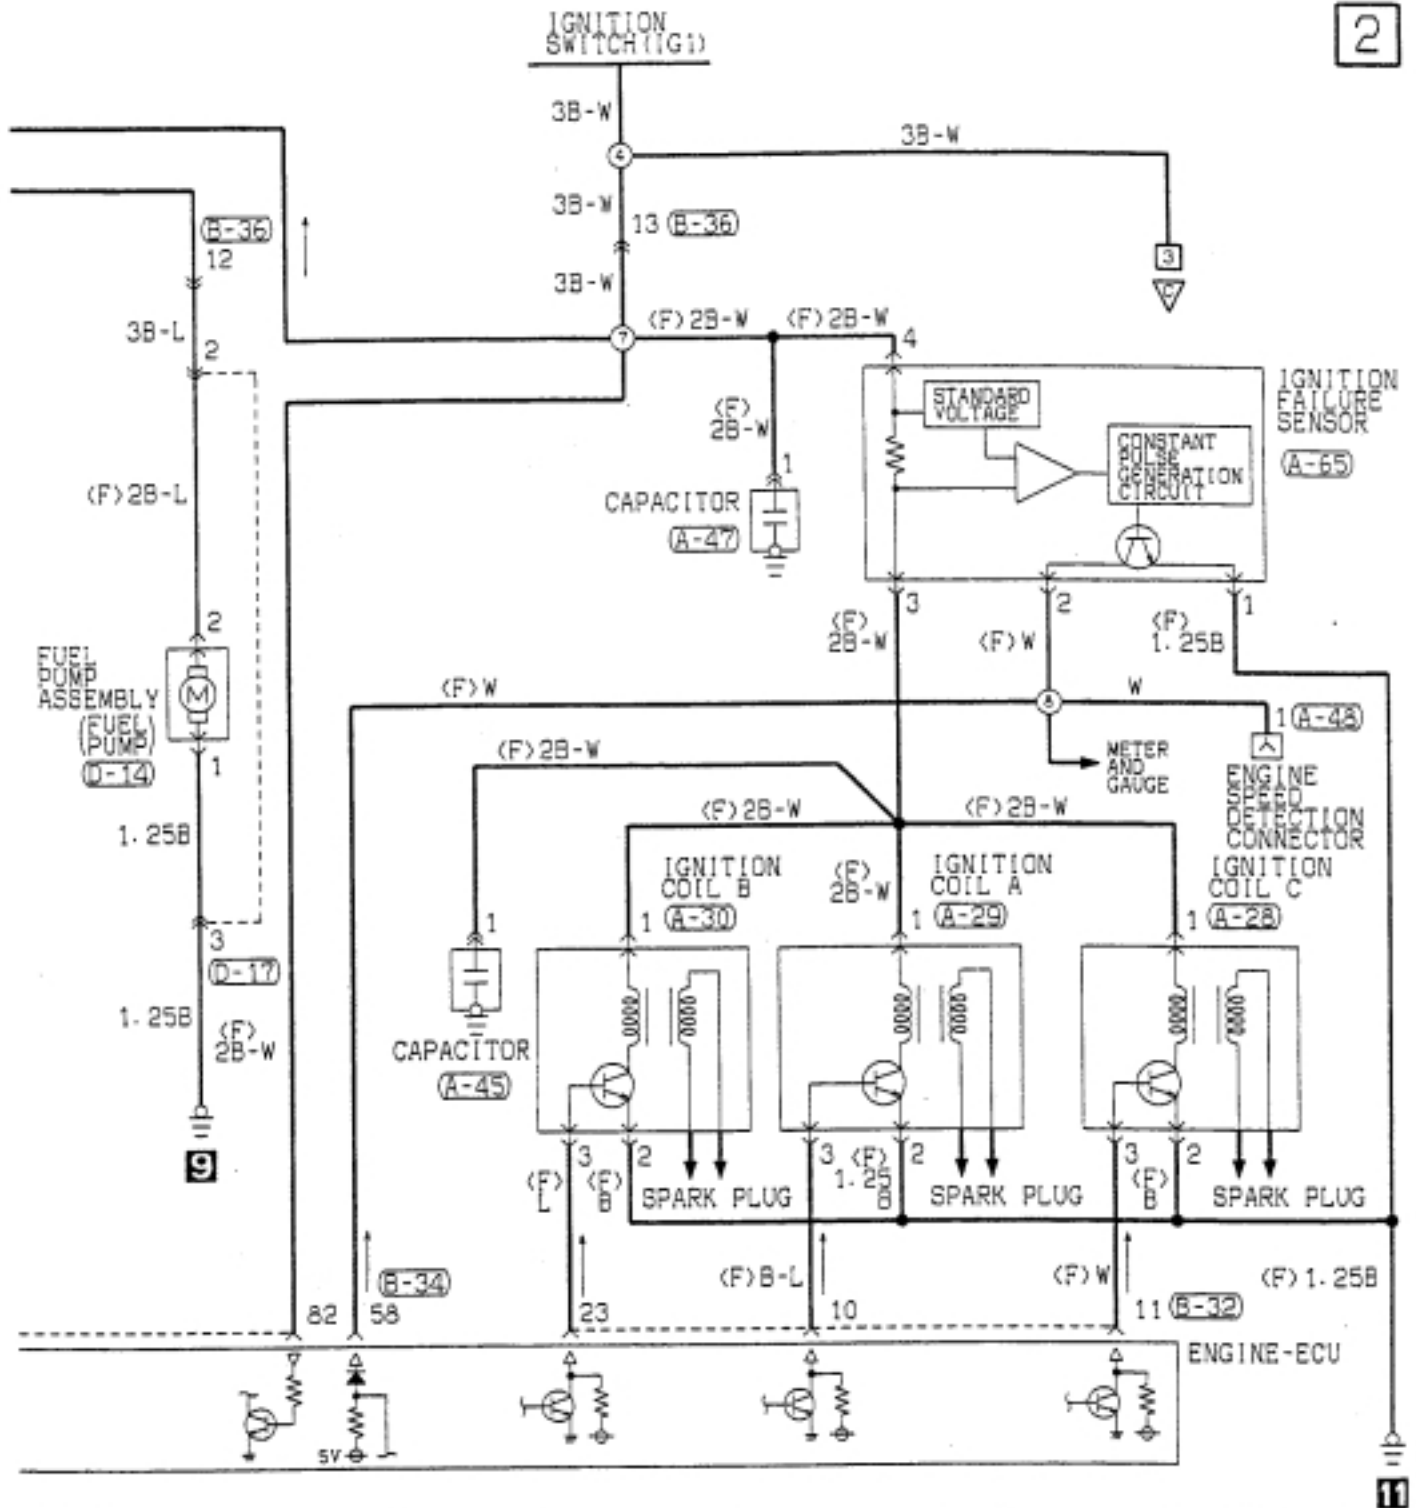 2
IGNITION
SWITCH(IG1)
3B-W
4
3B-W
3B-W
13 (B-36)
3B-W
3
C
(B-36)
12
3B-L
2
(F)2B-L
7
(F)2B-W
(F)2B-W
4
(F)
2B-W
1
CAPACITOR
(A-47)
STANDARD
VOLTAGE
CONSTANT
PULSE
GENERATION
CIRCUIT
IGNITION
FAILURE
SENSOR
(A-65)
3
2
1
(F)
2B-W
(F)W
(F)
1.25B
2
FUEL
PUMP
ASSEMBLY
(FUEL
PUMP)
(D-14)
M
1
1.25B
3
(D-17)
1.25B
(F)
2B-W
9
(F)W
8
W
1 (A-48)
METER
AND
GAUGE
ENGINE
SPEED
DETECTION
CONNECTOR
(F)2B-W
(F)2B-W
(F)2B-W
(F)
2B-W
IGNITION
COIL B
(A-30)
1
IGNITION
COIL A
(A-29)
1
IGNITION
COIL C
(A-28)
1
1
CAPACITOR
(A-45)
3
2
(F)
L
(F)
B
SPARK PLUG
3
2
(F)
1.25
B
SPARK PLUG
3
2
(F)
B
SPARK PLUG
(F)B-L
(F)W
(F)1.25B
82
(B-34)
58
23
10
11 (B-32)
ENGINE-ECU
5V
11